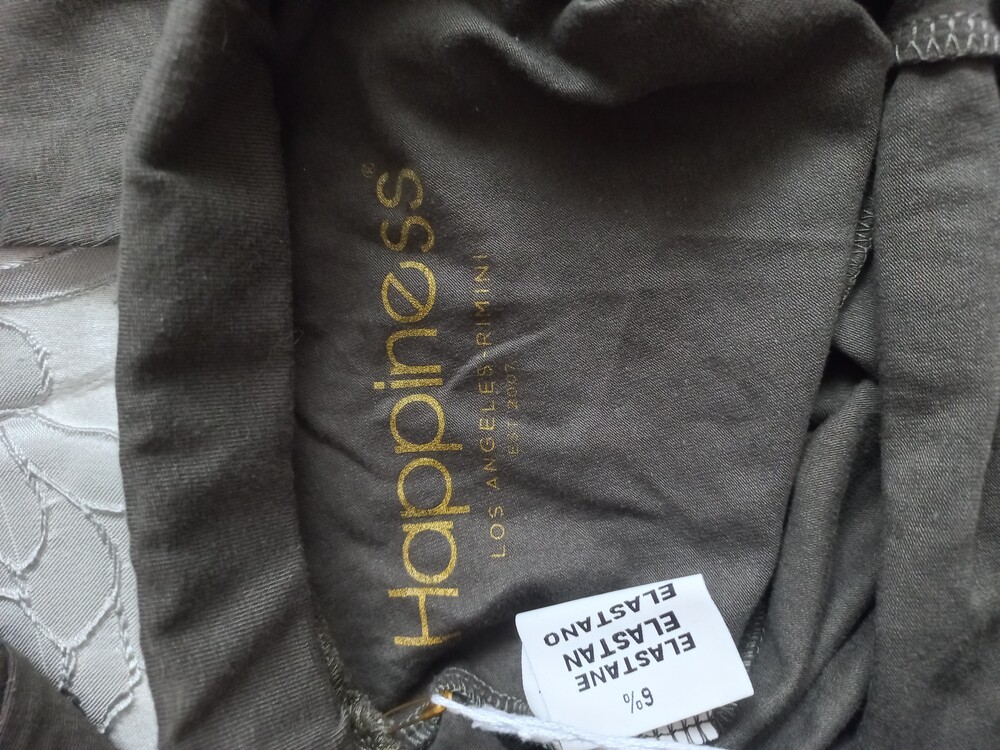 Happiness®
LOS ANGELES-RIMINI
EST 2007
6%
ELASTANE
ELASTAN
ELASTANO